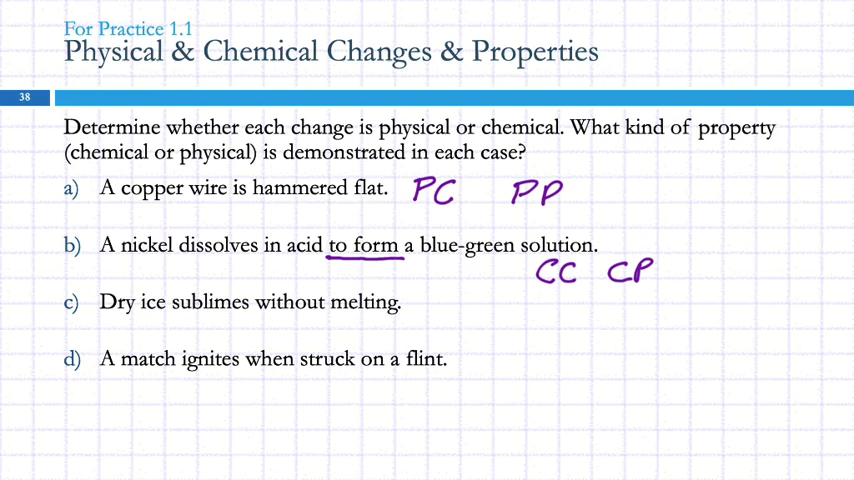 For Practice 1.1
Physical & Chemical Changes & Properties
38
Determine whether each change is physical or chemical. What kind of property
(chemical or physical) is demonstrated in each case?
a) A copper wire is hammered flat. PC PP
b) A nickel dissolves in acid to form a blue-green solution.
CC CP
c) Dry ice sublimes without melting.
d) A match ignites when struck on a flint.